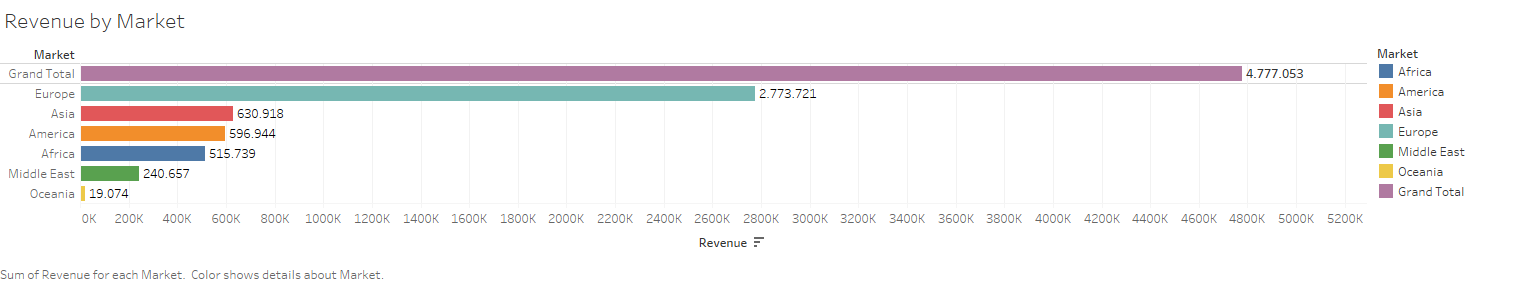 Revenue by Market
Market
Grand Total 4.777.053
Europe 2.773.721
Asia 630.918
America 596.944
Africa 515.739
Middle East 240.657
Oceania 19.074
0K 200K 400K 600K 800K 1000K 1200K 1400K 1600K 1800K 2000K 2200K 2400K 2600K 2800K 3000K 3200K 3400K 3600K 3800K 4000K 4200K 4400K 4600K 4800K 5000K 5200K
Revenue
Market
Africa
America
Asia
Europe
Middle East
Oceania
Grand Total
Sum of Revenue for each Market. Color shows details about Market.